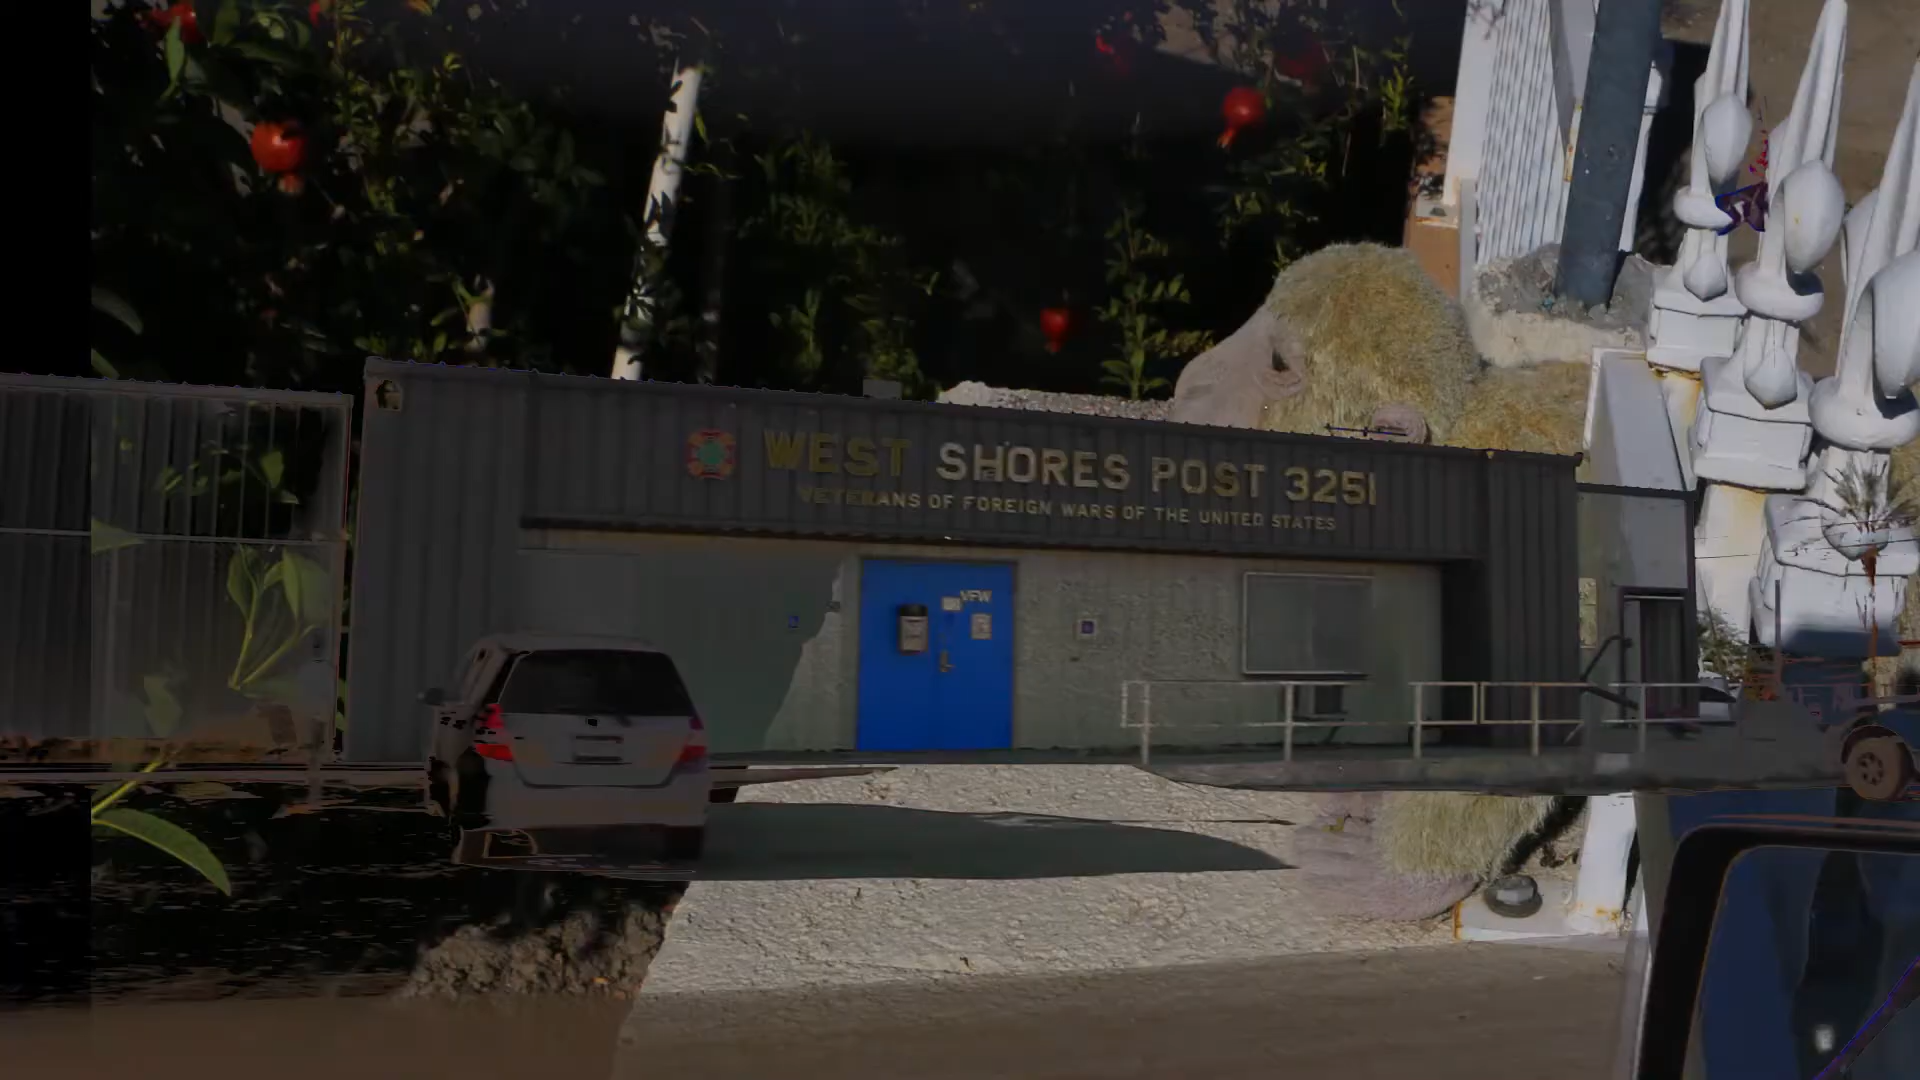 WEST SHORES POST 3251
VETERANS OF FOREIGN WARS OF THE UNITED STATES
VFW